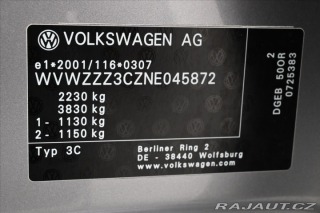 VOLKSWAGEN AG
e1*2001/116*0307
WVWZZZ3CZNE045872
2230 kg
3830 kg
1- 1130 kg
2- 1150 kg
Typ 3C
Berliner Ring 2
DE - 38440 Wolfsburg
www.volkswagen.com
2
DGEB 50OR
0725383
RAJAUT.CZ